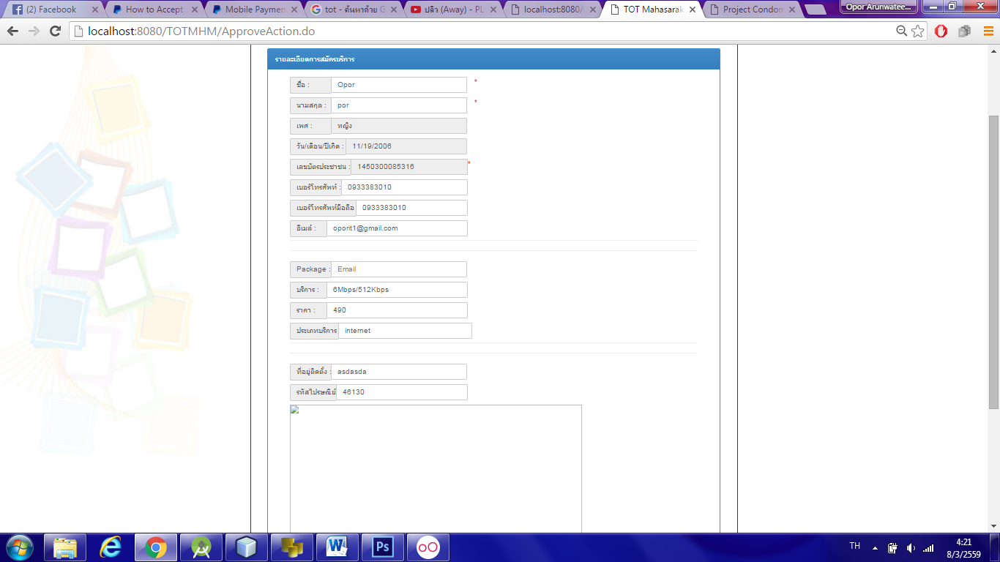 (2) Facebook
How to Accept
Mobile Paymen
tot - ค้นหาด้วย G
ปลิว (Away) - PL
localhost:8080/
TOT Mahasarak
Project Condon
Opor Arunwatee...
localhost:8080/TOTMHM/ApproveAction.do
รายละเอียดการสมัครบริการ
ชื่อ : Opor *
นามสกุล : por *
เพศ : หญิง
วัน/เดือน/ปีเกิด : 11/19/2006
เลขบัตรประชาชน : 1450300085316 *
เบอร์โทรศัพท์ : 0933383010
เบอร์โทรศัพท์มือถือ 0933383010
อีเมล์ : oporit1@gmail.com
Package : Email
บริการ : 6Mbps/512Kbps
ราคา : 490
ประเภทบริการ internet
ที่อยู่ติดตั้ง : asdasda
รหัสไปรษณีย์ 46130
W
Ps
TH
4:21
8/3/2559